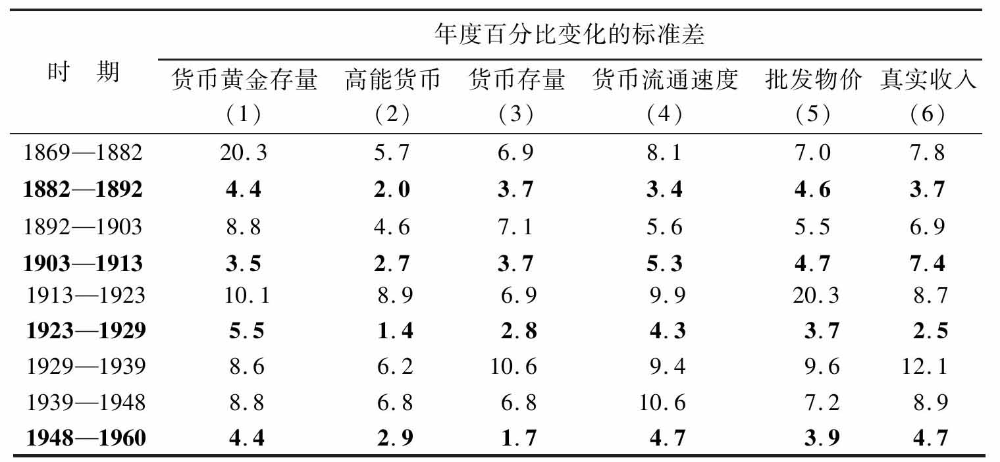 年度百分比变化的标准差
时 期 货币黄金存量 高能货币 货币存量 货币流通速度 批发物价 真实收入
(1) (2) (3) (4) (5) (6)
1869—1882 20.3 5.7 6.9 8.1 7.0 7.8
1882—1892 4.4 2.0 3.7 3.4 4.6 3.7
1892—1903 8.8 4.6 7.1 5.6 5.5 6.9
1903—1913 3.5 2.7 3.7 5.3 4.7 7.4
1913—1923 10.1 8.9 6.9 9.9 20.3 8.7
1923—1929 5.5 1.4 2.8 4.3 3.7 2.5
1929—1939 8.6 6.2 10.6 9.4 9.6 12.1
1939—1948 8.8 6.8 6.8 10.6 7.2 8.9
1948—1960 4.4 2.9 1.7 4.7 3.9 4.7